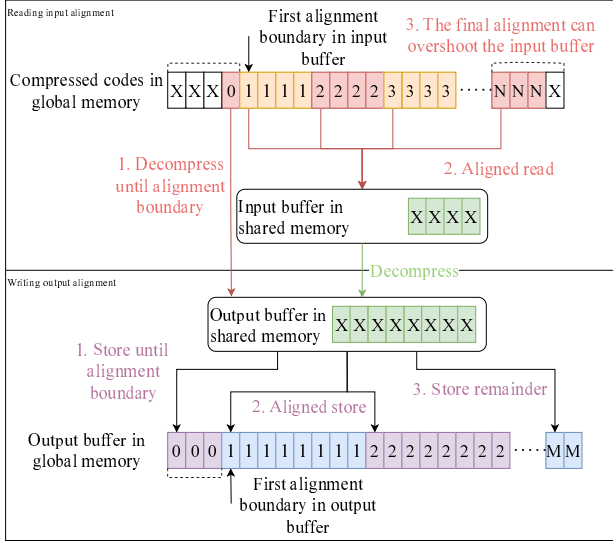 Reading input alignment
First alignment
boundary in input
buffer
3. The final alignment can
overshoot the input buffer
Compressed codes in
global memory
X X X 0 1 1 1 1 2 2 2 2 3 3 3 3 ····· N N N X
1. Decompress
until alignment
boundary
2. Aligned read
Input buffer in
shared memory
X X X X
Decompress
Writing output alignment
Output buffer in
shared memory
X X X X X X X X
1. Store until
alignment
boundary
2. Aligned store
3. Store remainder
Output buffer in
global memory
0 0 0 1 1 1 1 1 1 1 1 2 2 2 2 2 2 2 2 ····· M M
First alignment
boundary in output
buffer